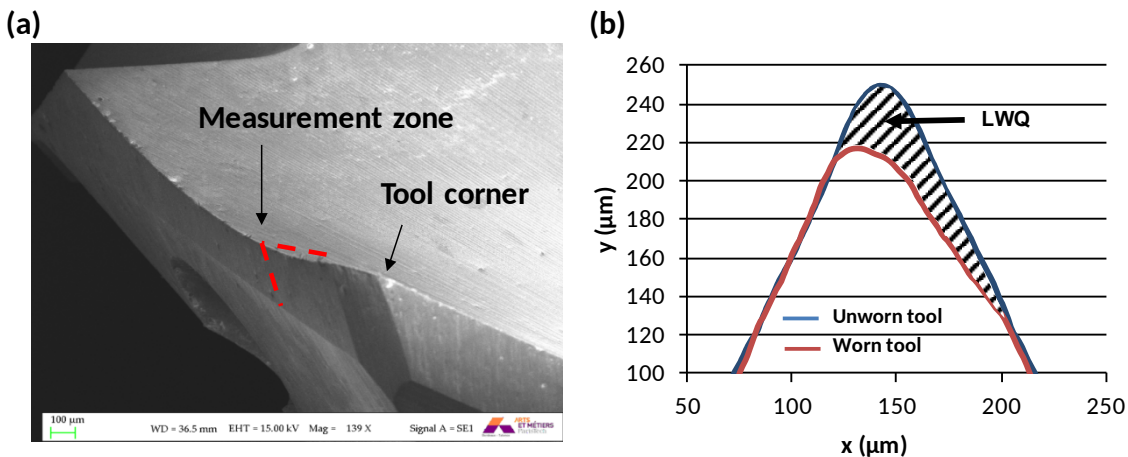 (a)
Measurement zone
Tool corner
100 μm
WD = 36.5 mm EHT = 15.00 kV Mag = 139 X Signal A = SE1
ARTS
ET MÉTIERS
ParisTech
(b)
260
240
220
200
180
160
140
120
100
y (μm)
LWQ
Unworn tool
Worn tool
50 100 150 200 250
x (μm)